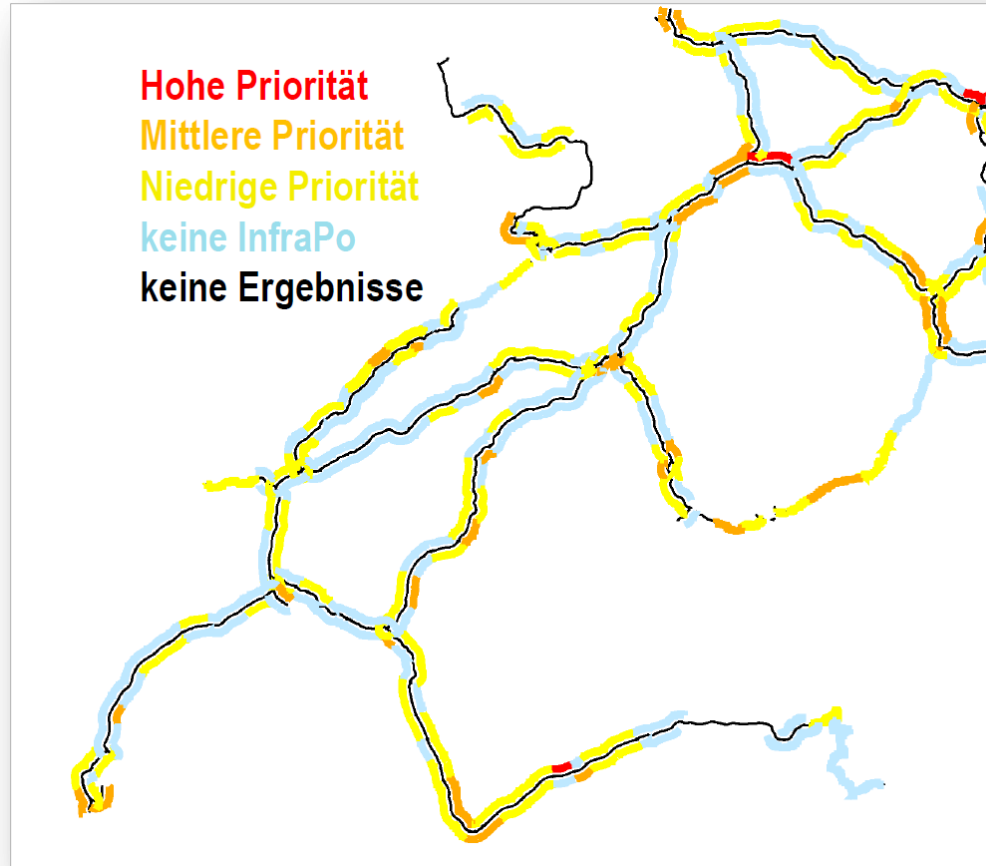 Hohe Priorität
Mittlere Priorität
Niedrige Priorität
keine InfraPo
keine Ergebnisse